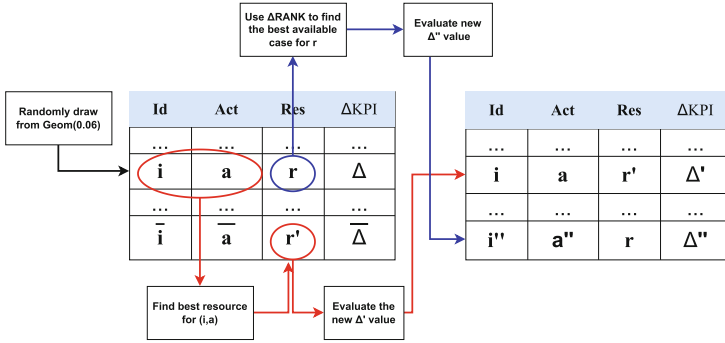 Use ΔRANK to find
the best available
case for r
Evaluate new
Δ'' value
Randomly draw
from Geom(0.06)
Id Act Res ΔKPI
... ... ... ...
i a r Δ
... ... ... ...
i̅ a̅ r' Δ̅
Id Act Res ΔKPI
... ... ... ...
i a r' Δ'
... ... ... ...
i'' a'' r Δ''
Find best resource
for (i,a)
Evaluate the
new Δ' value